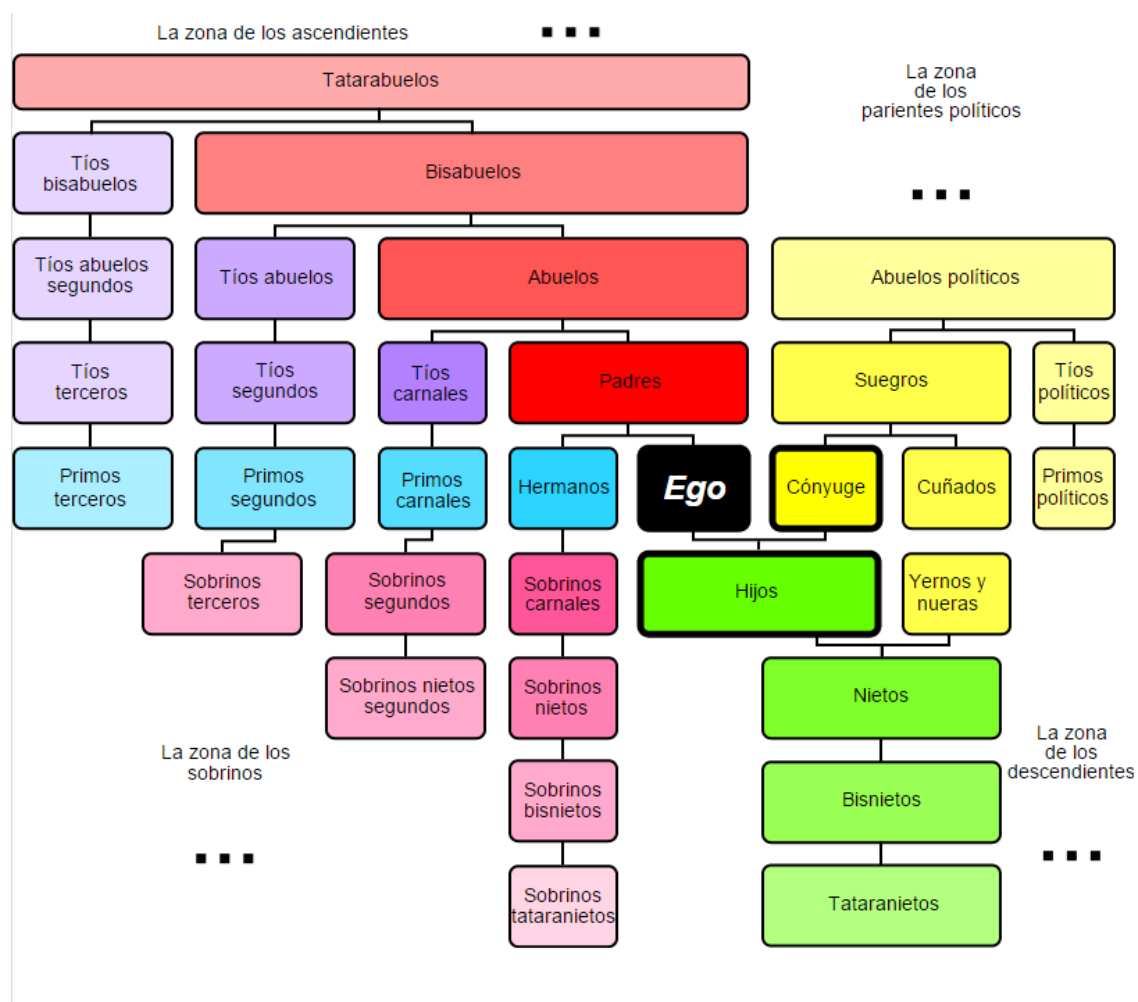 La zona de los ascendientes
Tatarabuelos
La zona
de los
parientes políticos
Tíos
bisabuelos
Bisabuelos
Tíos abuelos
segundos
Tíos abuelos
Abuelos
Abuelos políticos
Tíos
terceros
Tíos
segundos
Tíos
carnales
Padres
Suegros
Tíos
políticos
Primos
terceros
Primos
segundos
Primos
carnales
Hermanos
Ego
Cónyuge
Cuñados
Primos
políticos
Sobrinos
terceros
Sobrinos
segundos
Sobrinos
carnales
Hijos
Yernos y
nueras
Sobrinos nietos
segundos
Sobrinos
nietos
Nietos
La zona de los
sobrinos
La zona
de los
descendientes
Sobrinos
bisnietos
Bisnietos
Sobrinos
tataranietos
Tataranietos